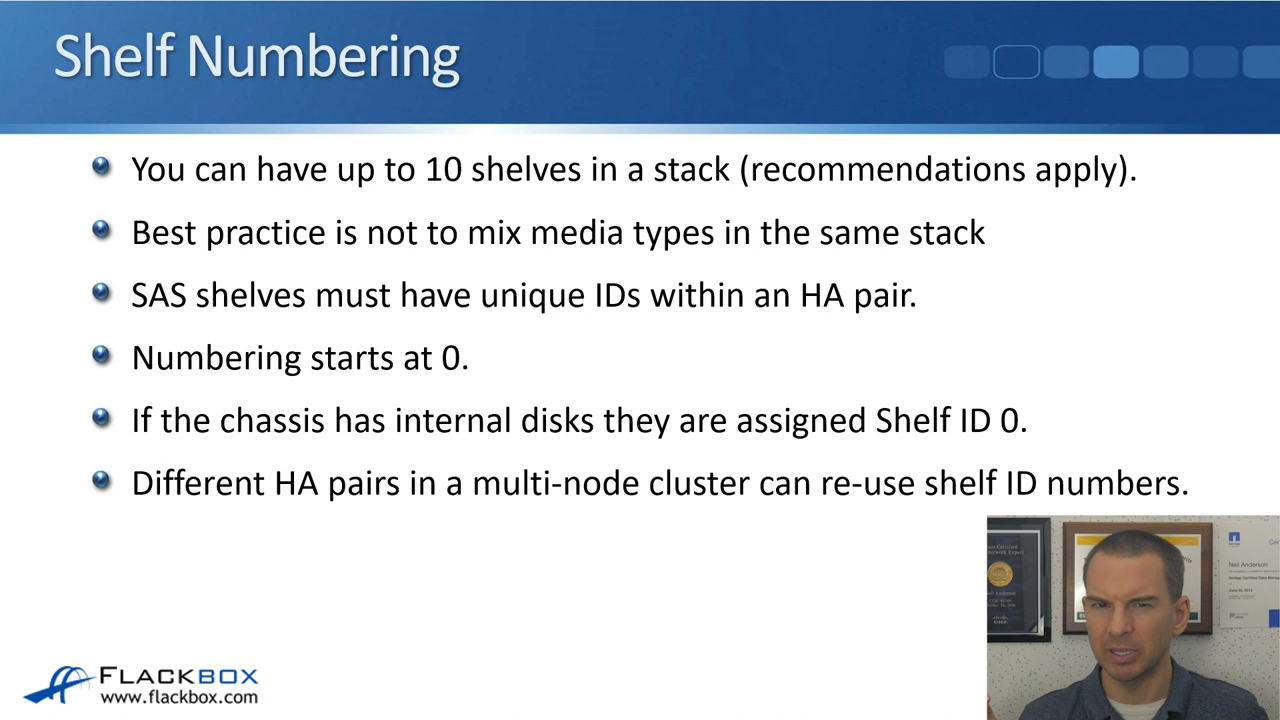 Shelf Numbering
You can have up to 10 shelves in a stack (recommendations apply).
Best practice is not to mix media types in the same stack
SAS shelves must have unique IDs within an HA pair.
Numbering starts at 0.
If the chassis has internal disks they are assigned Shelf ID 0.
Different HA pairs in a multi-node cluster can re-use shelf ID numbers.
Neil Anderson
FLACKBOX
www.flackbox.com